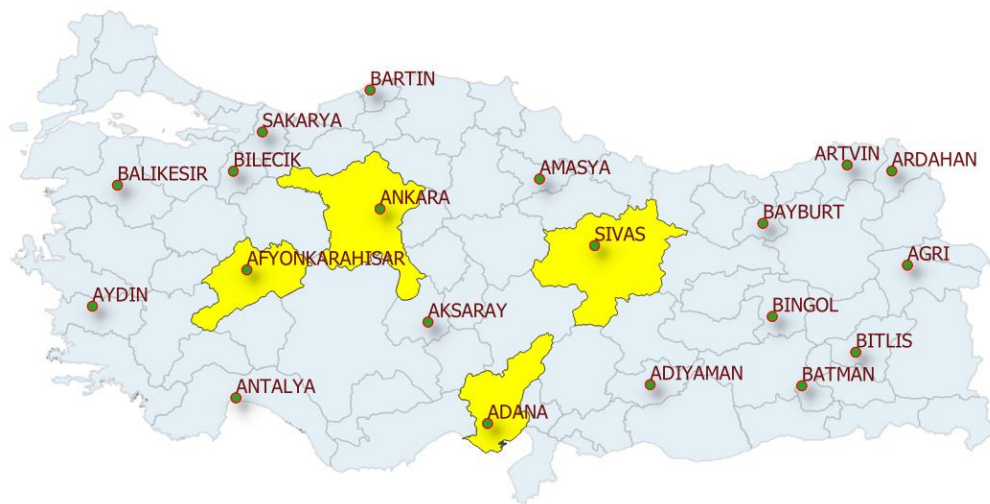 BARTIN
SAKARYA
BILECIK
ARTVIN
ARDAHAN
AMASYA
BALIKESIR
ANKARA
BAYBURT
SIVAS
AFYONKARAHISAR
AGRI
AYDIN
AKSARAY
BINGOL
BITLIS
ADIYAMAN
BATMAN
ANTALYA
ADANA